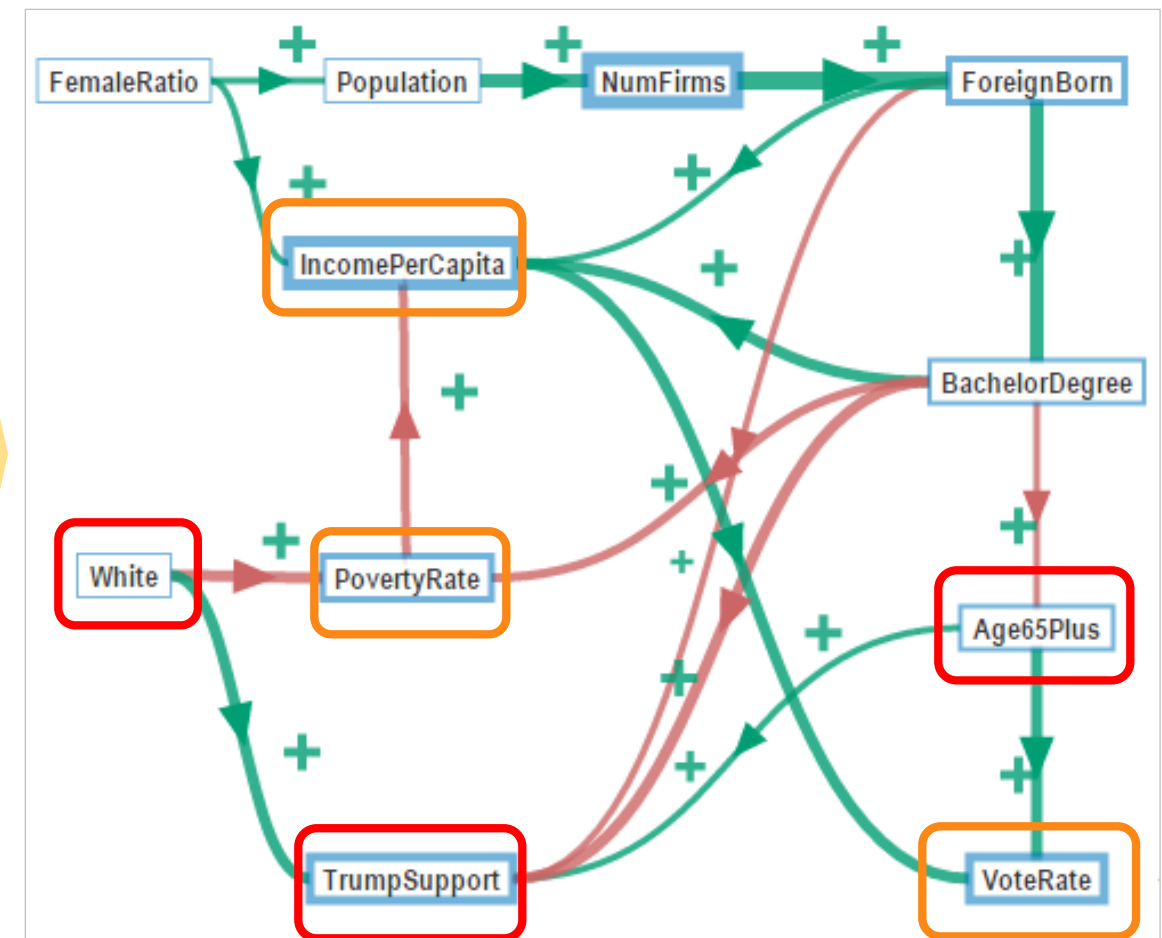 FemaleRatio
Population
NumFirms
ForeignBorn
IncomePerCapita
BachelorDegree
White
PovertyRate
Age65Plus
TrumpSupport
VoteRate